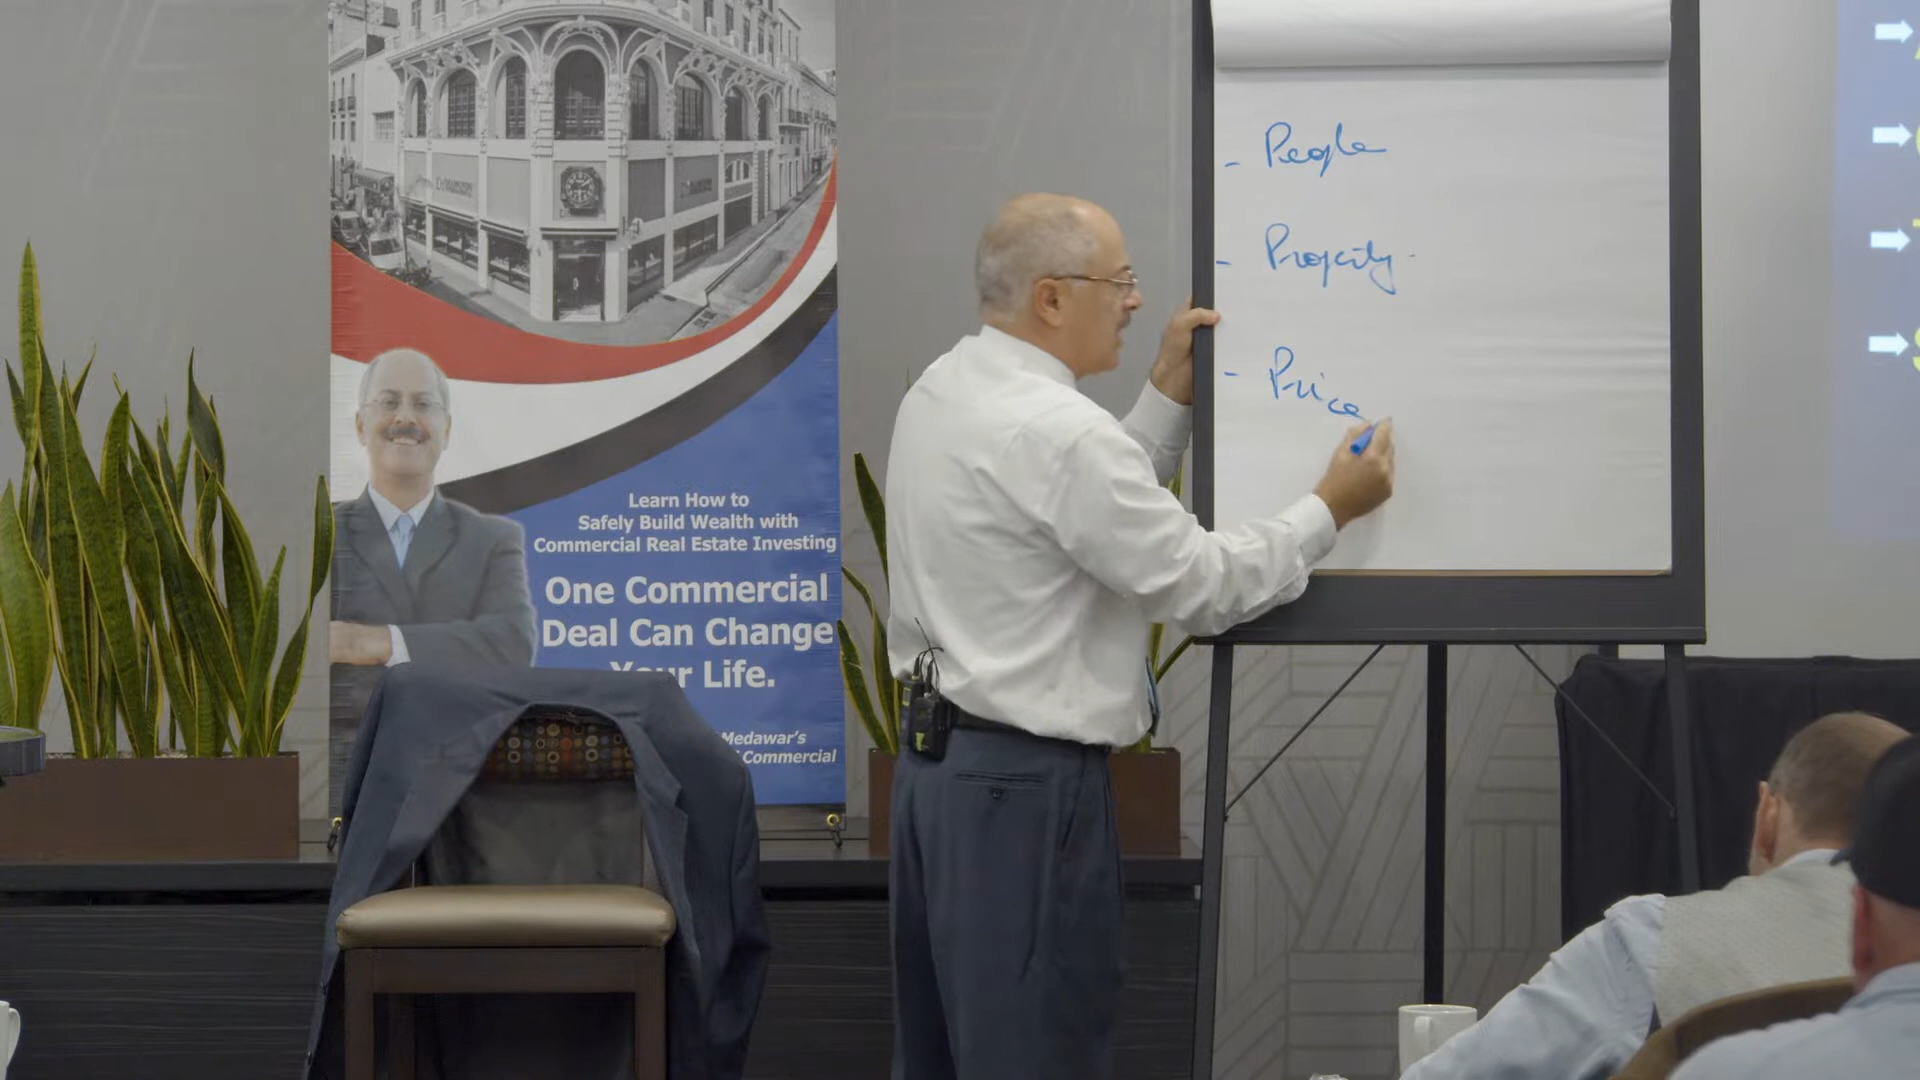 - People
- Property
- Price
Learn How to
Safely Build Wealth with
Commercial Real Estate Investing
One Commercial
Deal Can Change
Your Life.
Medawar's
Commercial